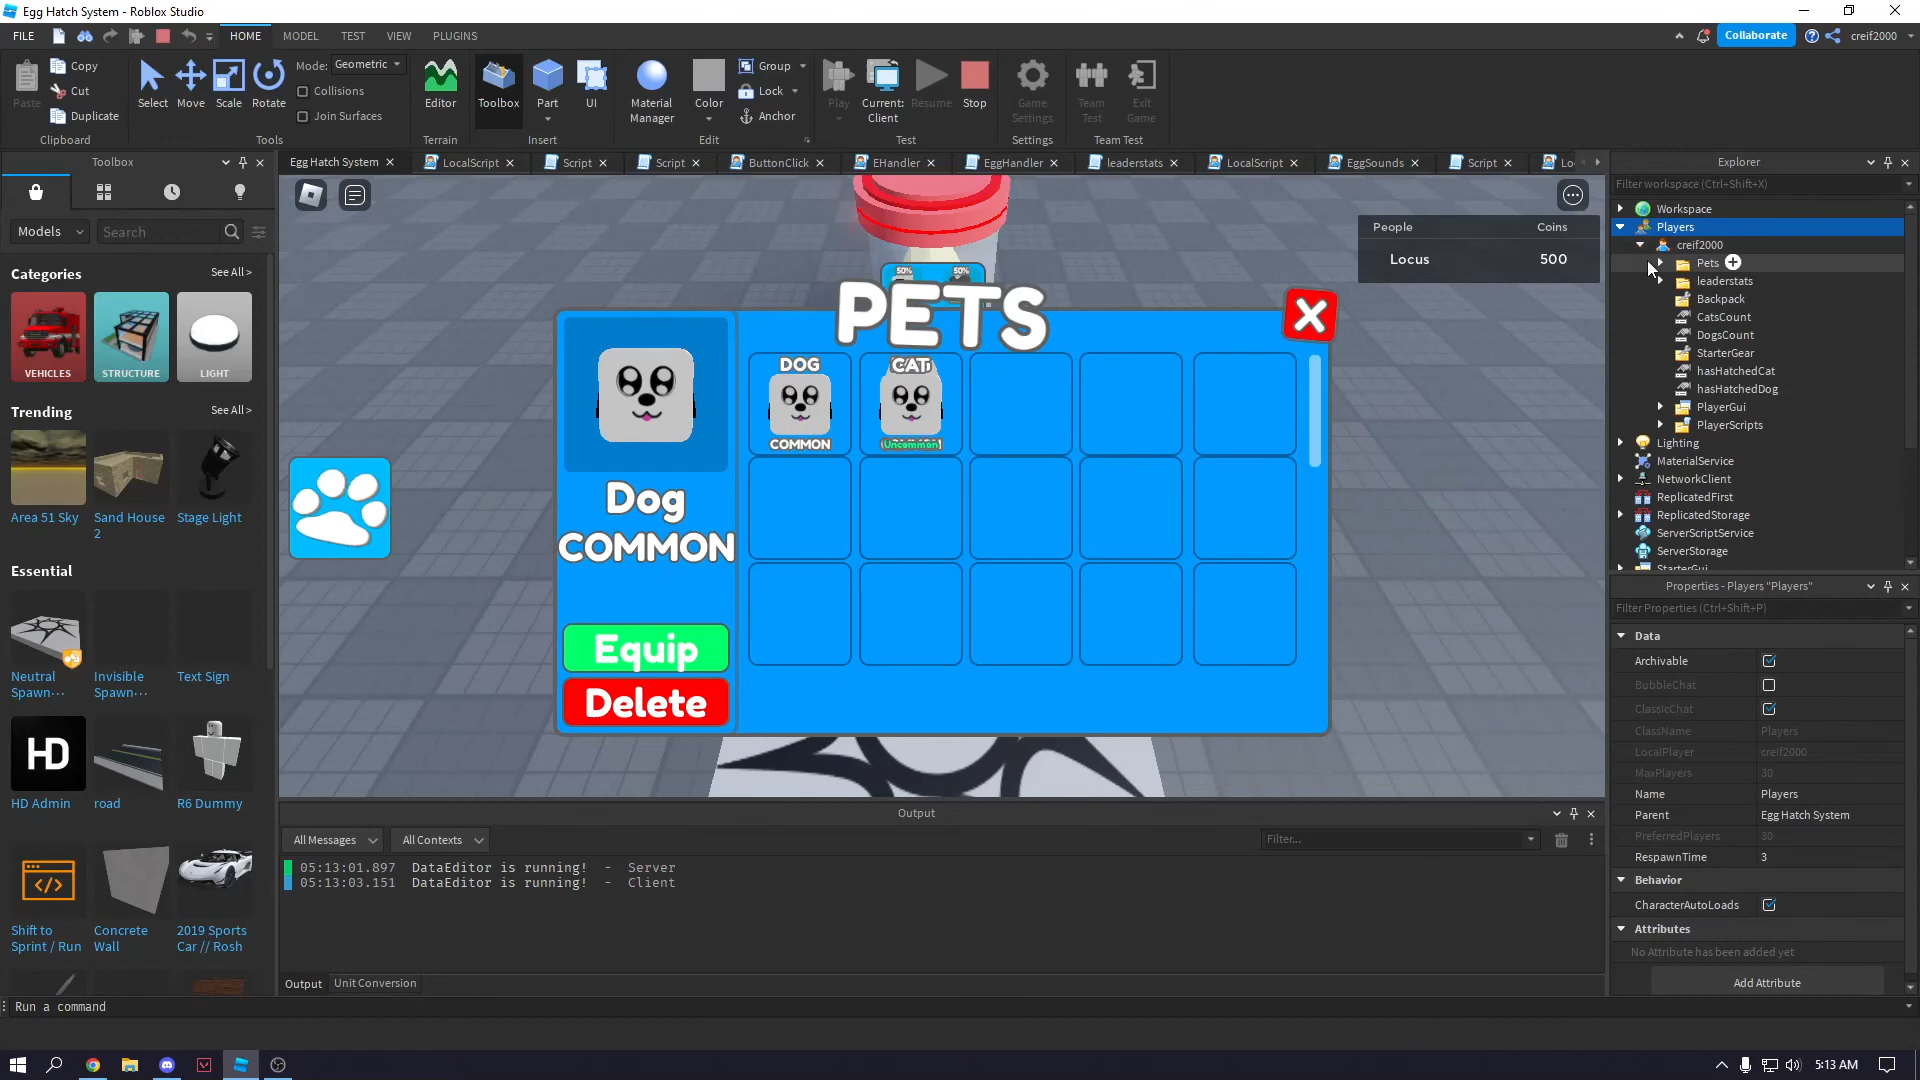 Egg Hatch System - Roblox Studio
FILE HOME MODEL TEST VIEW PLUGINS
Collaborate creif2000
Paste Copy Cut Duplicate Clipboard
Select Move Scale Rotate Mode: Geometric Collisions Join Surfaces Tools
Editor Terrain
Toolbox Part UI Insert
Material Manager Color Group Lock Anchor Edit
Play Current: Client Resume Stop Test
Game Settings Settings
Team Test Exit Game Team Test
Toolbox
Egg Hatch System LocalScript Script Script ButtonClick EHandler EggHandler leaderstats LocalScript EggSounds Script Lo
Models Search
Categories See All >
VEHICLES STRUCTURE LIGHT
Trending See All >
Area 51 Sky
Sand House 2
Stage Light
Essential See All >
Neutral Spawn···
Invisible Spawn···
Text Sign
HD
HD Admin
road
R6 Dummy
Shift to Sprint / Run
Concrete Wall
2019 Sports Car // Rosh
50% 50%
People Coins
Locus 500
PETS
X
DOG
COMMON
CAT
Uncommon
Dog
COMMON
Equip
Delete
Output
All Messages All Contexts Filter...
05:13:01.897 DataEditor is running! - Server
05:13:03.151 DataEditor is running! - Client
Output Unit Conversion
Run a command
Explorer
Filter workspace (Ctrl+Shift+X)
Workspace
Players
creif2000
Pets
leaderstats
Backpack
CatsCount
DogsCount
StarterGear
hasHatchedCat
hasHatchedDog
PlayerGui
PlayerScripts
Lighting
MaterialService
NetworkClient
ReplicatedFirst
ReplicatedStorage
ServerScriptService
ServerStorage
StarterGui
Properties - Players "Players"
Filter Properties (Ctrl+Shift+P)
Data
Archivable
BubbleChat
ClassicChat
ClassName Players
LocalPlayer creif2000
MaxPlayers 30
Name Players
Parent Egg Hatch System
PreferredPlayers 30
RespawnTime 3
Behavior
CharacterAutoLoads
Attributes
No Attribute has been added yet
Add Attribute
5:13 AM